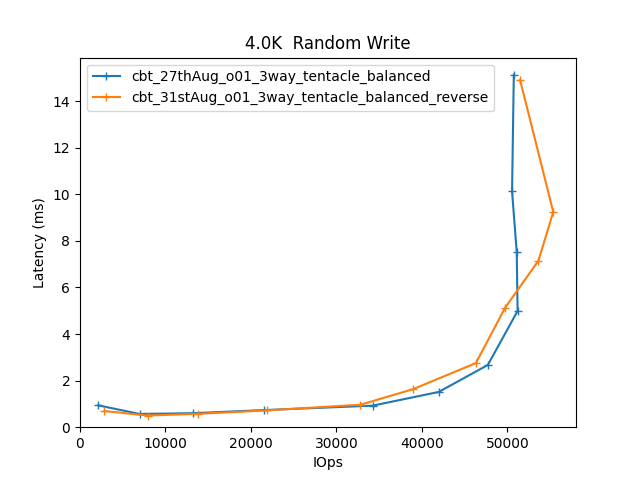 4.0K  Random Write
cbt_27thAug_o01_3way_tentacle_balanced
cbt_31stAug_o01_3way_tentacle_balanced_reverse
14
12
10
8
6
4
2
0
Latency (ms)
0 10000 20000 30000 40000 50000
IOps